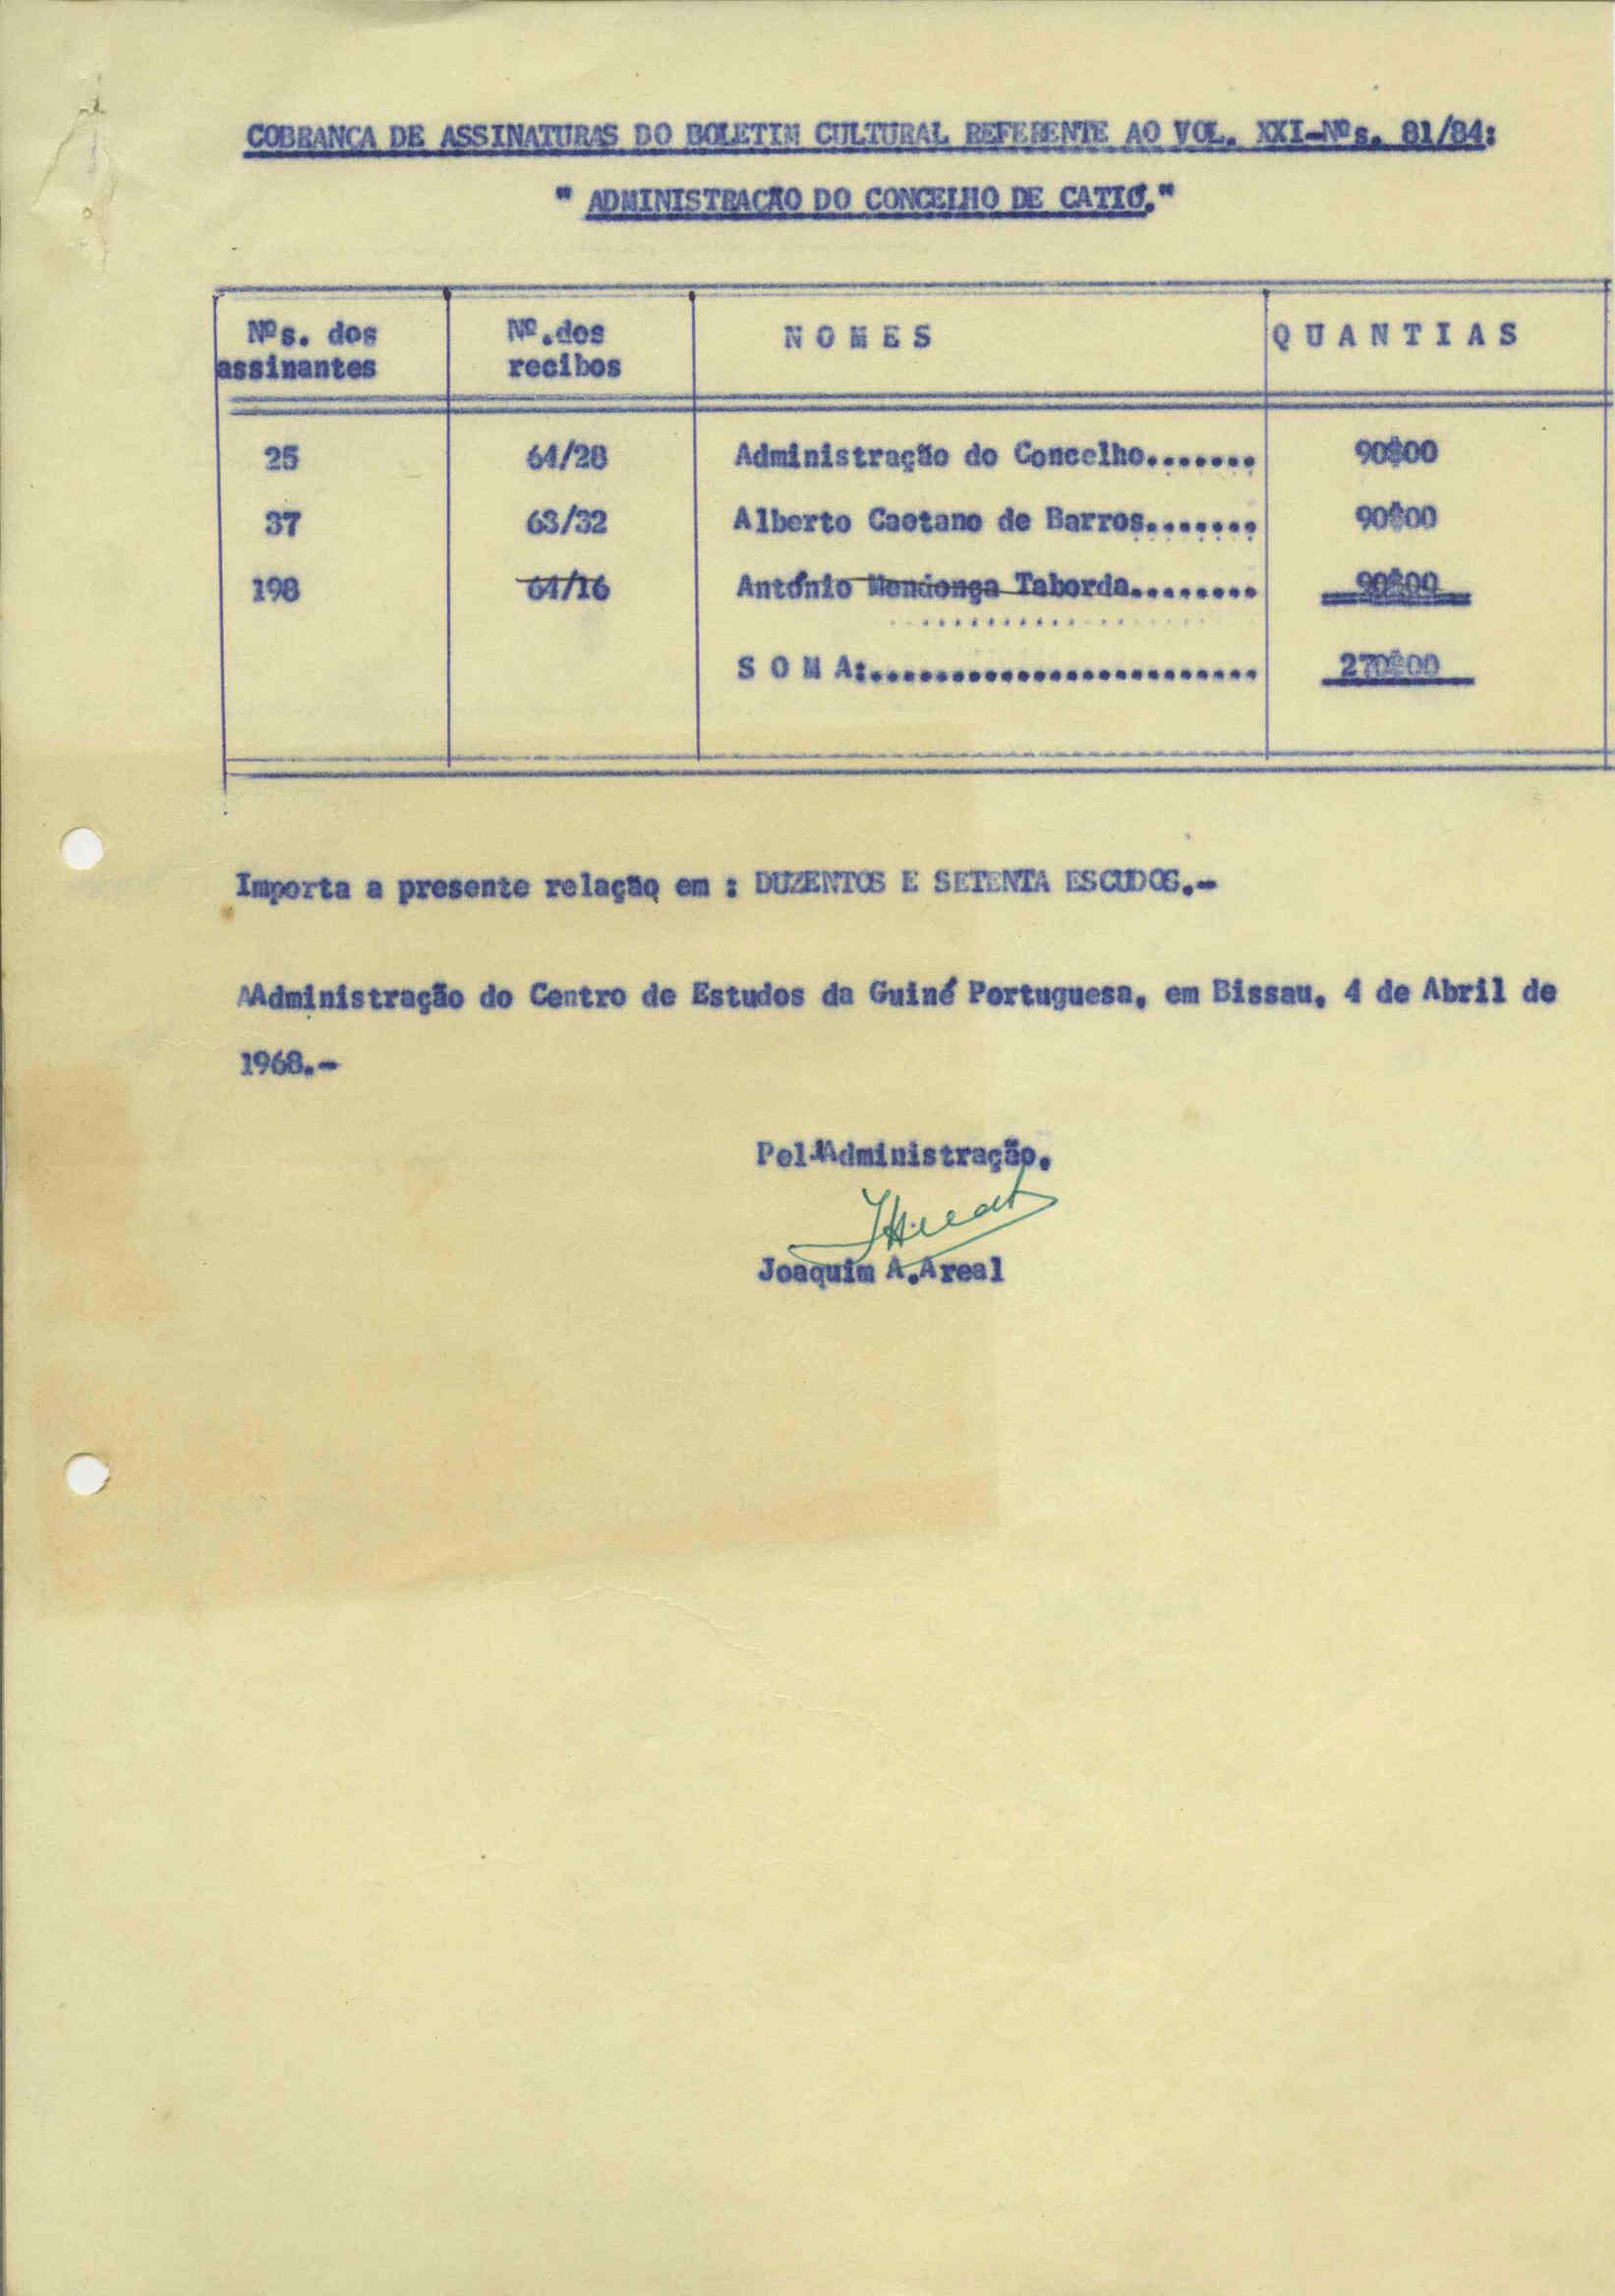 COBRANÇA DE ASSINATURAS DO BOLETIM CULTURAL REFERENTE AO VOL. XXI-Nºs. 81/84:
" ADMINISTRAÇÃO DO CONCELHO DE CATIÓ."
Nºs. dos assinantes Nº.dos recibos N O M E S Q U A N T I A S
25 64/28 Administração do Concelho....... 90$00
37 63/32 Alberto Caetano de Barros....... 90$00
198 64/16 António Mendonça Taborda........ 90$00
S O M A:........................ 270$00
Importa a presente relação em : DUZENTOS E SETENTA ESCUDOS.-
AAdministração do Centro de Estudos da Guiné Portuguesa, em Bissau, 4 de Abril de
1968.-
Pel'Administração,
Joaquim A.Areal